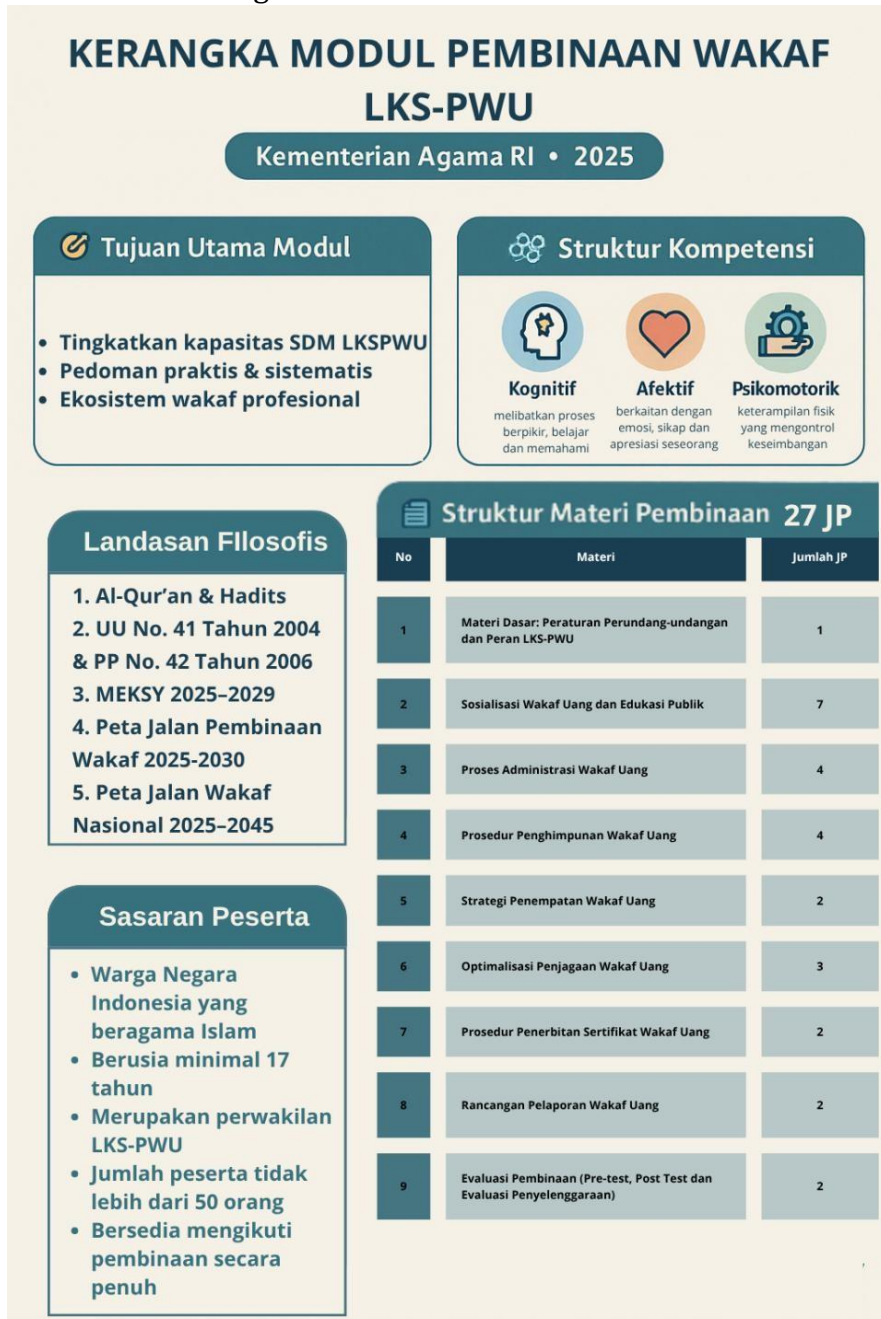 KERANGKA MODUL PEMBINAAN WAKAF
LKS-PWU
Kementerian Agama RI • 2025
Tujuan Utama Modul
• Tingkatkan kapasitas SDM LKSPWU
• Pedoman praktis & sistematis
• Ekosistem wakaf profesional
Struktur Kompetensi
Kognitif
melibatkan proses
berpikir, belajar
dan memahami
Afektif
berkaitan dengan
emosi, sikap dan
apresiasi seseorang
Psikomotorik
keterampilan fisik
yang mengontrol
keseimbangan
Landasan FIlosofis
1. Al-Qur’an & Hadits
2. UU No. 41 Tahun 2004
& PP No. 42 Tahun 2006
3. MEKSY 2025–2029
4. Peta Jalan Pembinaan
Wakaf 2025-2030
5. Peta Jalan Wakaf
Nasional 2025–2045
Sasaran Peserta
• Warga Negara
Indonesia yang
beragama Islam
• Berusia minimal 17
tahun
• Merupakan perwakilan
LKS-PWU
• Jumlah peserta tidak
lebih dari 50 orang
• Bersedia mengikuti
pembinaan secara
penuh
Struktur Materi Pembinaan 27 JP
No Materi Jumlah JP
1 Materi Dasar: Peraturan Perundang-undangan
dan Peran LKS-PWU 1
2 Sosialisasi Wakaf Uang dan Edukasi Publik 7
3 Proses Administrasi Wakaf Uang 4
4 Prosedur Penghimpunan Wakaf Uang 4
5 Strategi Penempatan Wakaf Uang 2
6 Optimalisasi Penjagaan Wakaf Uang 3
7 Prosedur Penerbitan Sertifikat Wakaf Uang 2
8 Rancangan Pelaporan Wakaf Uang 2
9 Evaluasi Pembinaan (Pre-test, Post Test dan
Evaluasi Penyelenggaraan) 2